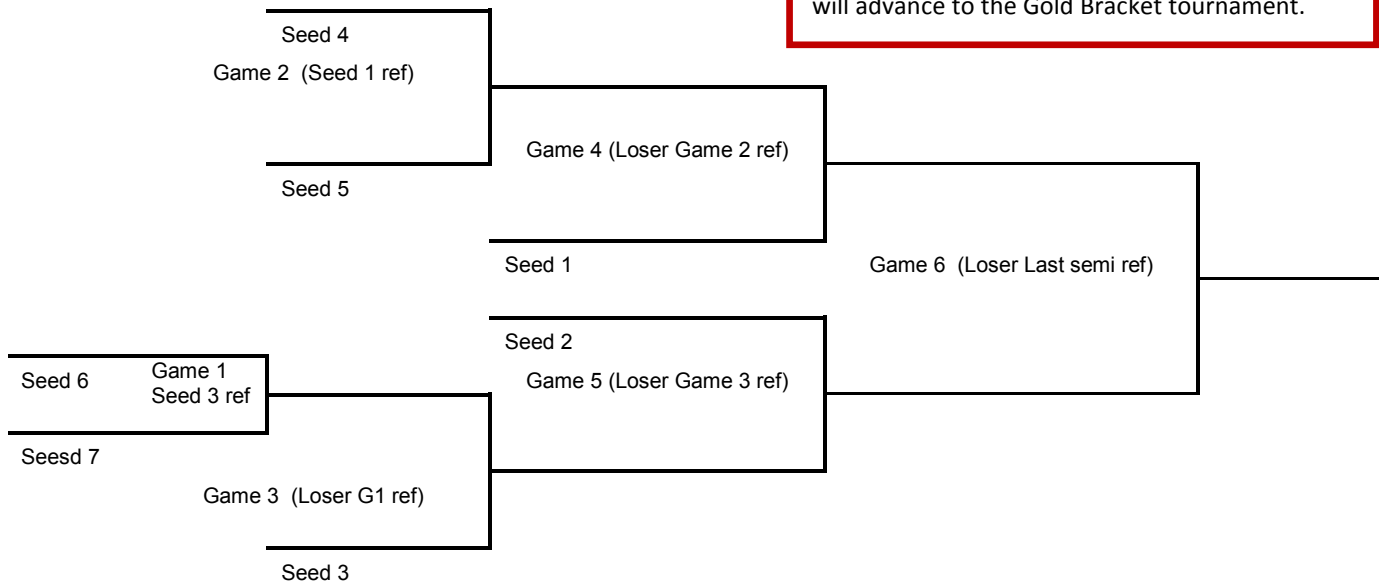 will advance to the Gold Bracket tournament.
Seed 4
Game 2 (Seed 1 ref)
Game 4 (Loser Game 2 ref)
Seed 5
Seed 1
Game 6 (Loser Last semi ref)
Seed 2
Seed 6
Game 1
Seed 3 ref
Game 5 (Loser Game 3 ref)
Seesd 7
Game 3 (Loser G1 ref)
Seed 3